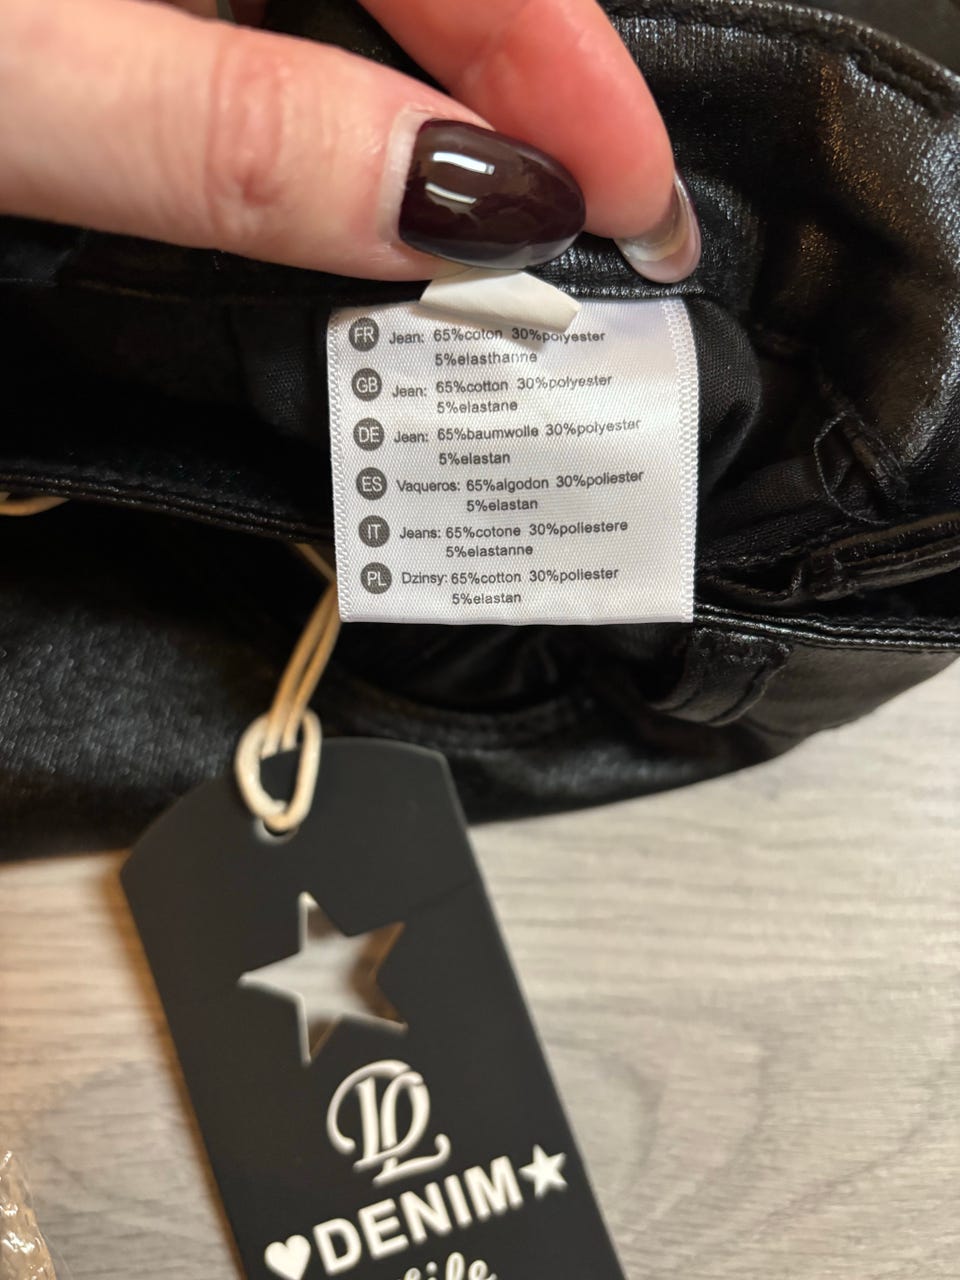 FR Jean: 65%coton 30%polyester
5%elasthanne
GB Jean: 65%cotton 30%polyester
5%elastane
DE Jean: 65%baumwolle 30%polyester
5%elastan
ES Vaqueros: 65%algodon 30%poliester
5%elastan
IT Jeans: 65%cotone 30%poliestere
5%elastanne
PL Dzinsy: 65%cotton 30%poliester
5%elastan
DL
DENIM